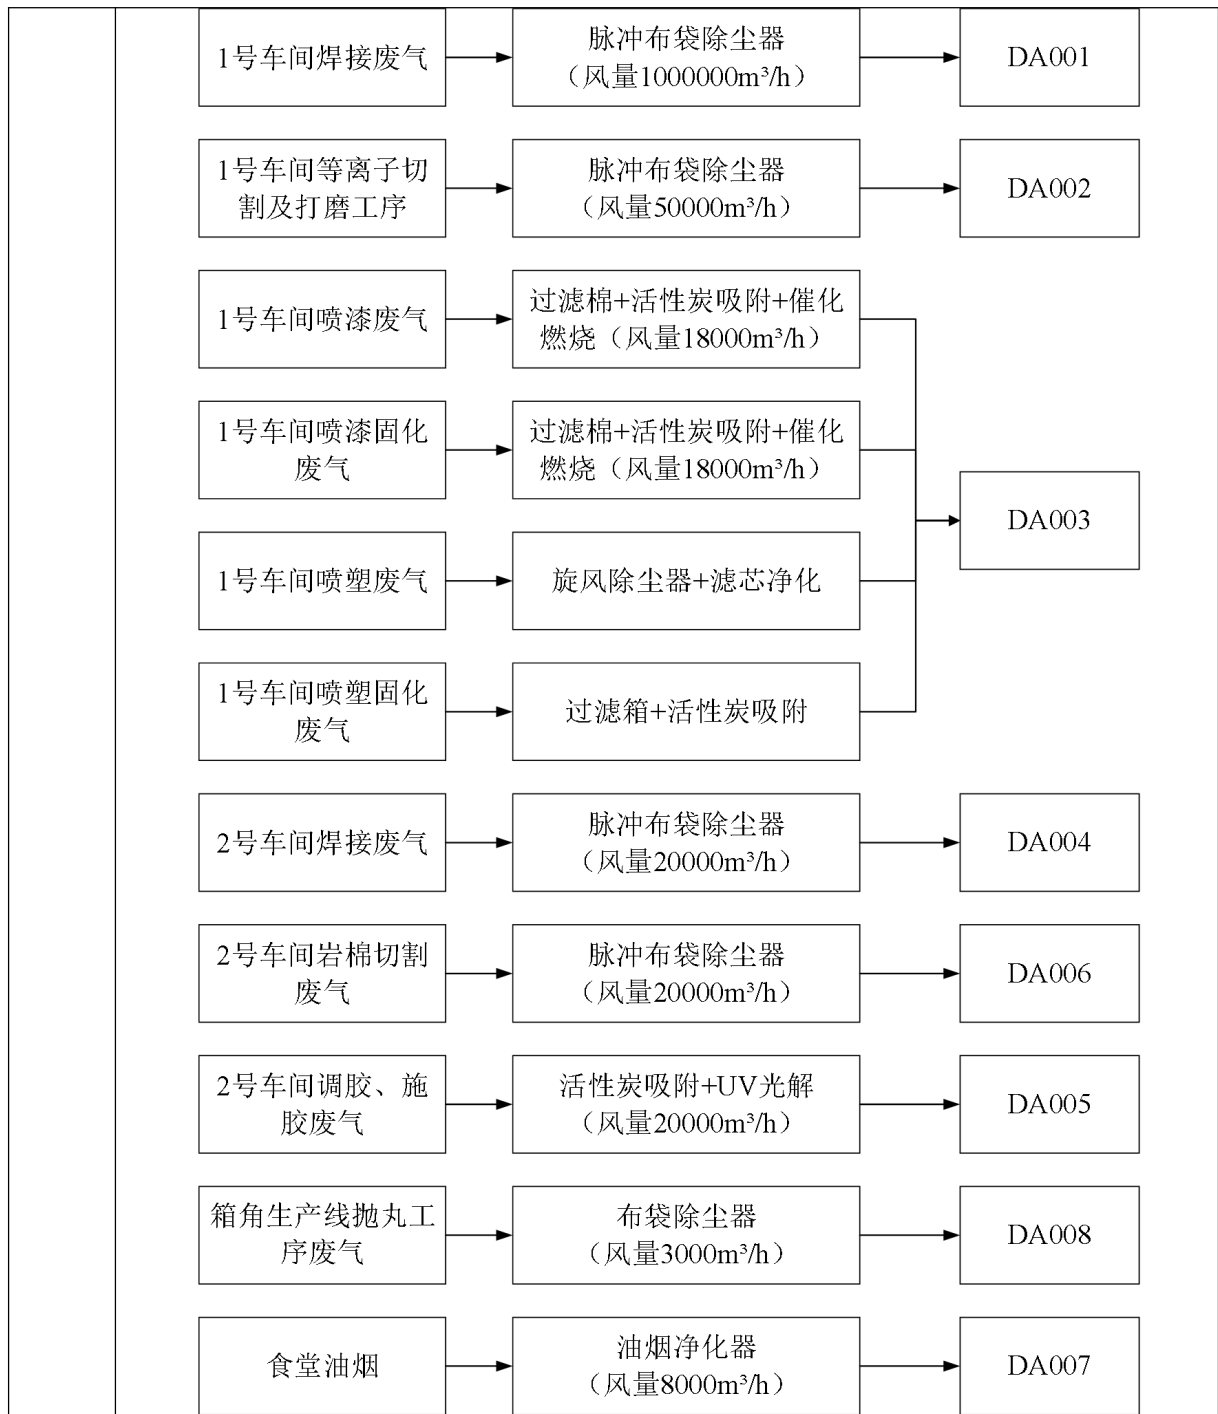 1号车间焊接废气
脉冲布袋除尘器
（风量1000000m³/h）
DA001
1号车间等离子切
割及打磨工序
脉冲布袋除尘器
（风量50000m³/h）
DA002
1号车间喷漆废气
过滤棉+活性炭吸附+催化
燃烧（风量18000m³/h）
1号车间喷漆固化
废气
过滤棉+活性炭吸附+催化
燃烧（风量18000m³/h）
DA003
1号车间喷塑废气
旋风除尘器+滤芯净化
1号车间喷塑固化
废气
过滤箱+活性炭吸附
2号车间焊接废气
脉冲布袋除尘器
（风量20000m³/h）
DA004
2号车间岩棉切割
废气
脉冲布袋除尘器
（风量20000m³/h）
DA006
2号车间调胶、施
胶废气
活性炭吸附+UV光解
（风量20000m³/h）
DA005
箱角生产线抛丸工
序废气
布袋除尘器
（风量3000m³/h）
DA008
食堂油烟
油烟净化器
（风量8000m³/h）
DA007